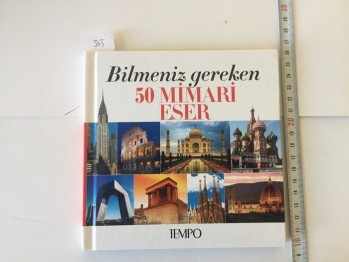 Bilmeniz gereken
50 MİMARİ
ESER
TEMPO